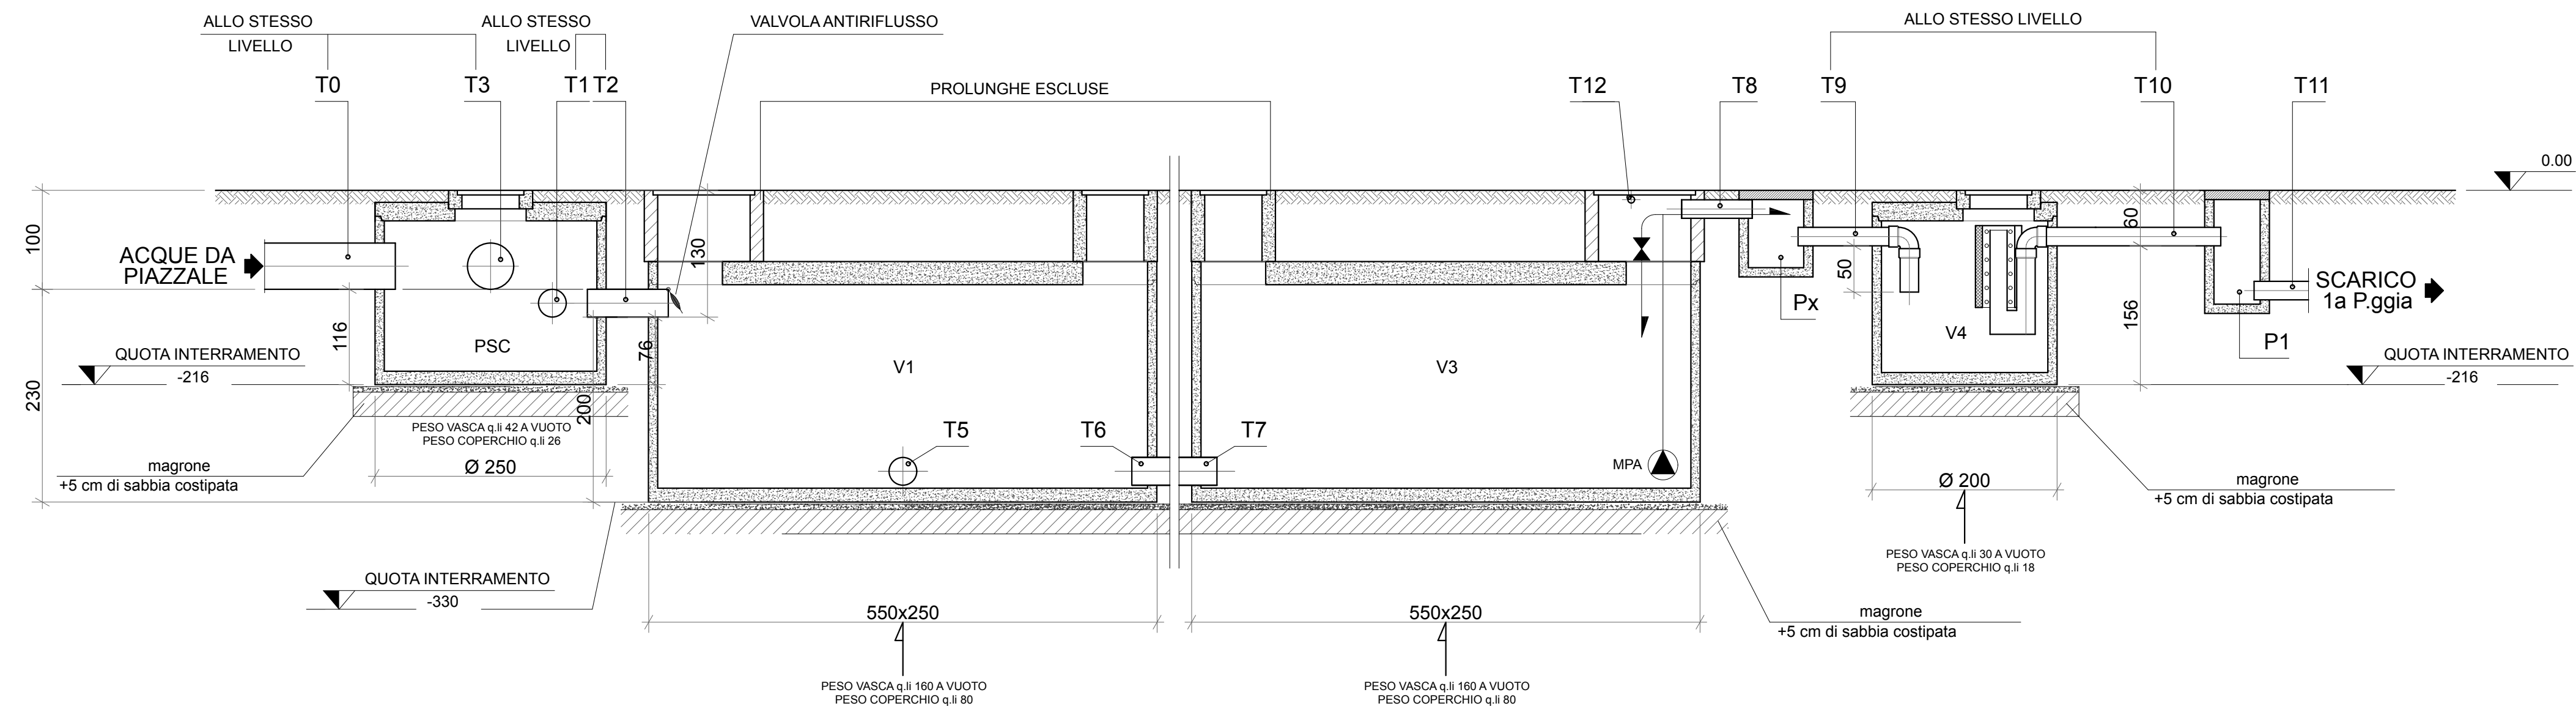 ALLO STESSO
LIVELLO
ALLO STESSO
LIVELLO
VALVOLA ANTIRIFLUSSO
ALLO STESSO LIVELLO
T0
T3
T1
T2
PROLUNGHE ESCLUSE
T12
T8
T9
T10
T11
0.00
100
ACQUE DA
PIAZZALE
130
60
50
SCARICO
1a P.ggia
Px
116
PSC
76
V1
V3
V4
156
P1
QUOTA INTERRAMENTO
-216
QUOTA INTERRAMENTO
-216
230
200
PESO VASCA q.li 42 A VUOTO
PESO COPERCHIO q.li 26
T5
T6
T7
MPA
magrone
+5 cm di sabbia costipata
Ø 250
Ø 200
magrone
+5 cm di sabbia costipata
PESO VASCA q.li 30 A VUOTO
PESO COPERCHIO q.li 18
QUOTA INTERRAMENTO
-330
550x250
550x250
magrone
+5 cm di sabbia costipata
PESO VASCA q.li 160 A VUOTO
PESO COPERCHIO q.li 80
PESO VASCA q.li 160 A VUOTO
PESO COPERCHIO q.li 80